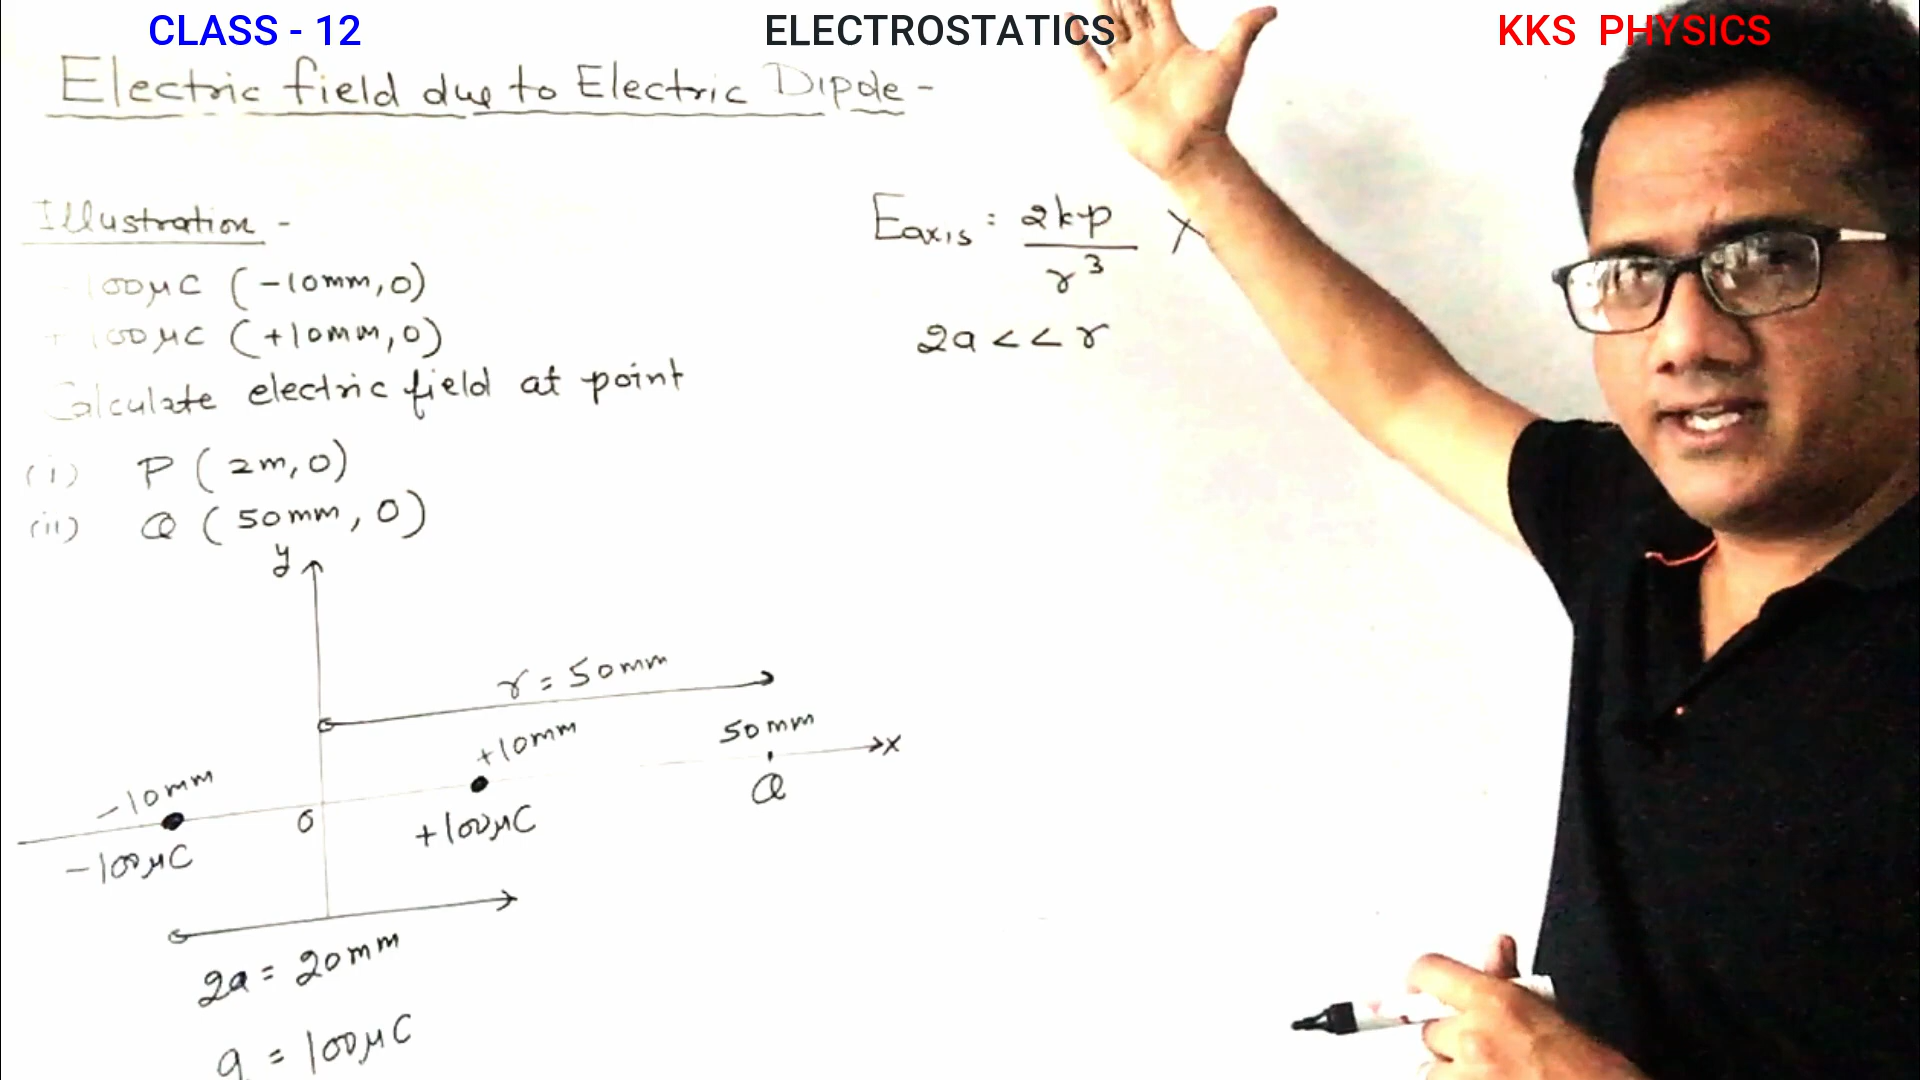 CLASS - 12
ELECTROSTATICS
KKS PHYSICS
Electric field due to Electric Dipole -
Illustration -
- 100μC (-10mm, 0)
+ 100μC (+10mm, 0)
Calculate electric field at point
(i) P ( 2m, 0)
(ii) Q ( 50mm, 0)
Eaxis = 2kp / r³ X
2a << r
y
r = 50mm
-10mm
+10mm
50mm
x
O
Q
-100μC
+100μC
2a = 20mm
q = 100μC